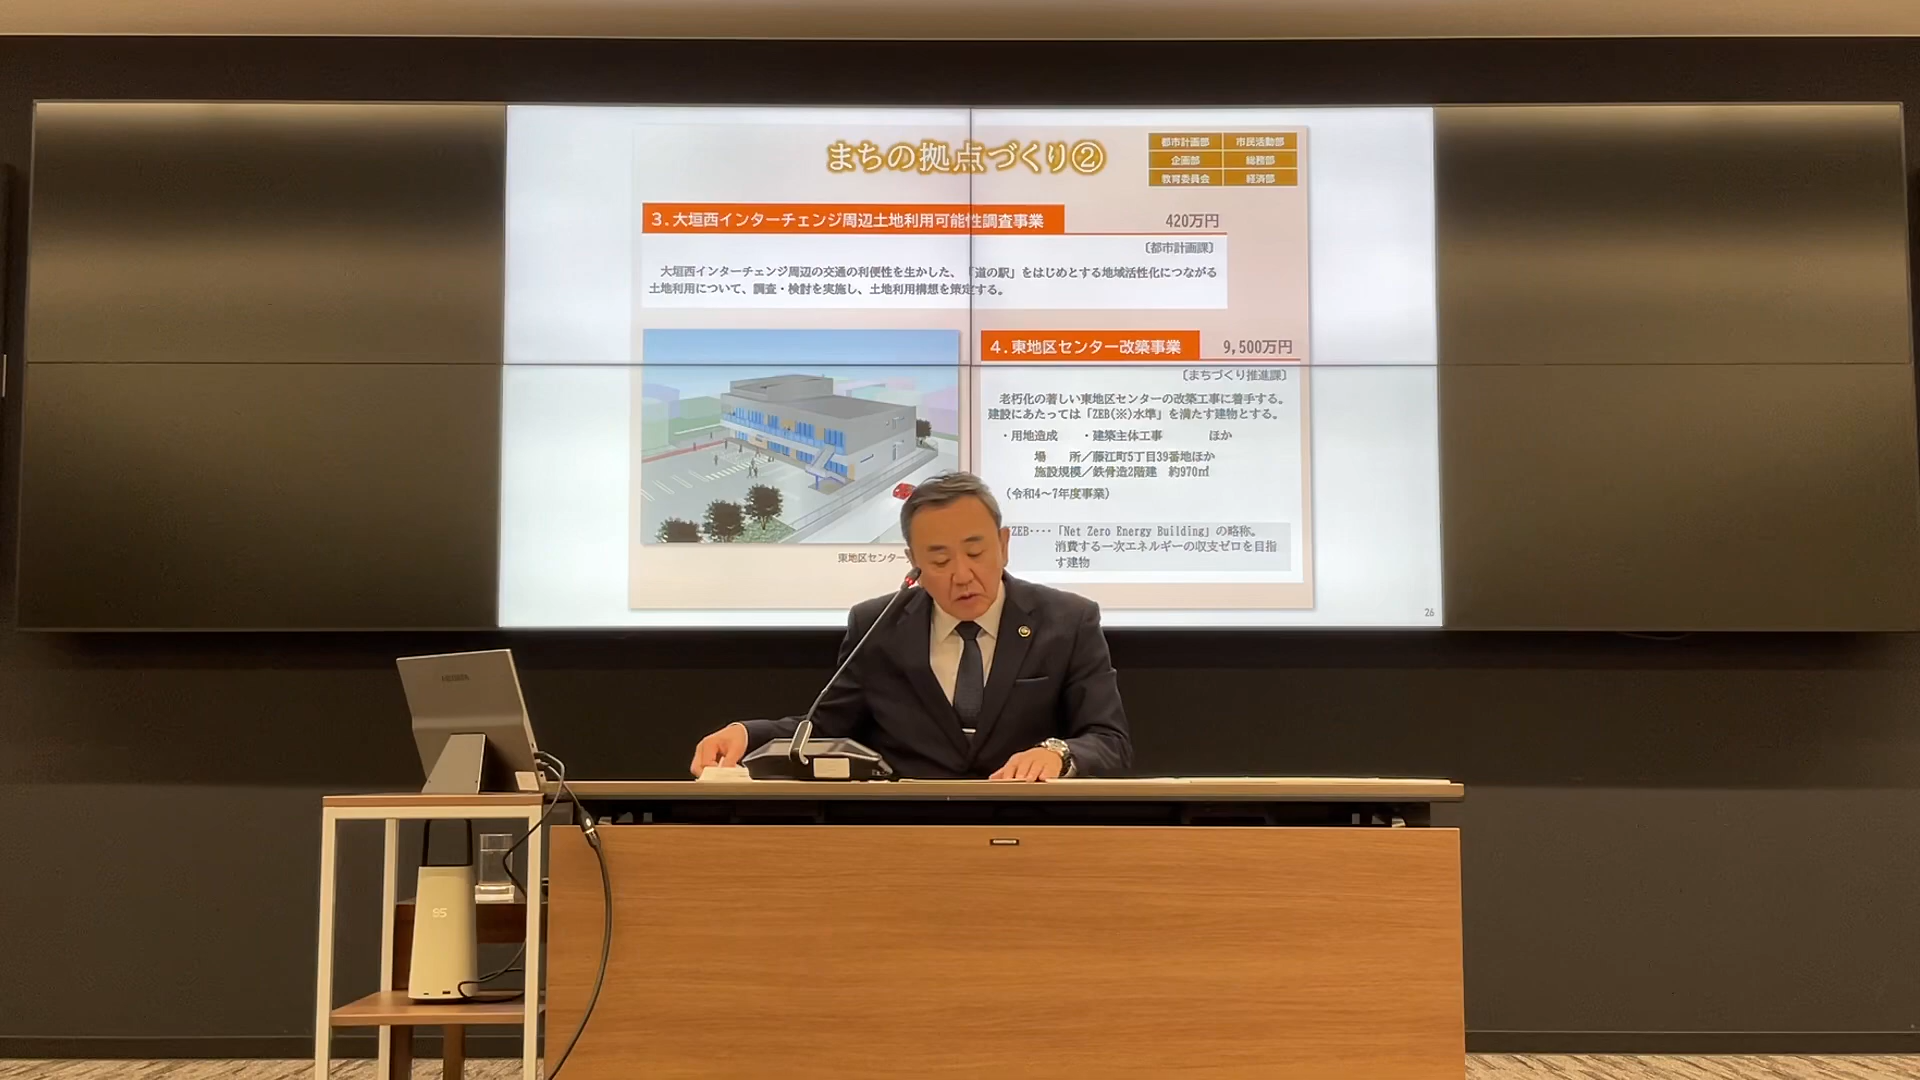 まちの拠点づくり②
都市計画部 市民活動部
企画部 総務部
教育委員会 経済部
3.大垣西インターチェンジ周辺土地利用可能性調査事業 420万円
〔都市計画課〕
大垣西インターチェンジ周辺の交通の利便性を生かした、「道の駅」をはじめとする地域活性化につながる
土地利用について、調査・検討を実施し、土地利用構想を策定する。
4.東地区センター改築事業 9,500万円
〔まちづくり推進課〕
老朽化の著しい東地区センターの改築工事に着手する。
建設にあたっては「ZEB(※)水準」を満たす建物とする。
・用地造成 ・建築主体工事 ほか
場 所／藤江町5丁目39番地ほか
施設規模／鉄骨造2階建 約970㎡
(令和4～7年度事業)
ZEB････「Net Zero Energy Building」の略称。
消費する一次エネルギーの収支ゼロを目指
す建物
東地区センター
26
95